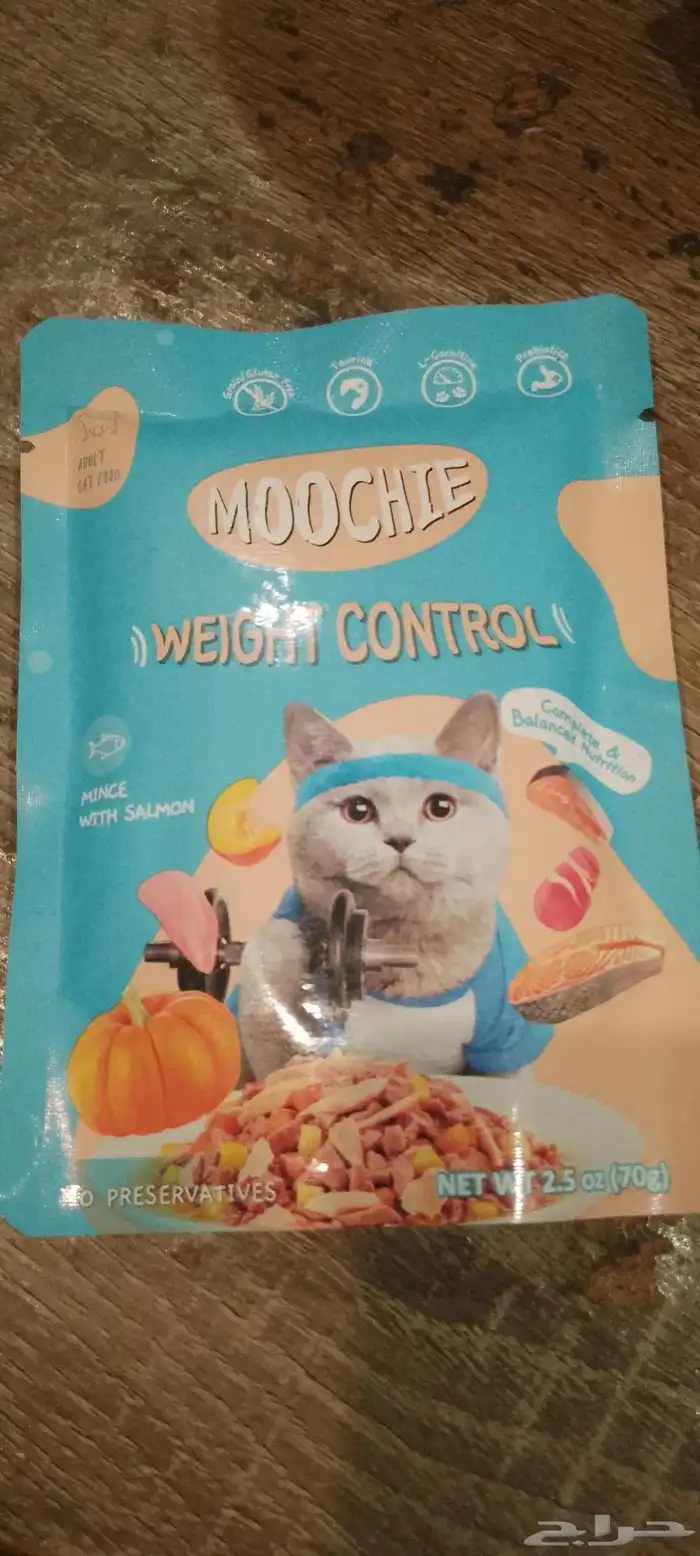 Grain/Gluten Free
Taurine
L-Carnitine
Prebiotics
ADULT
CAT FOOD
MOOCHIE
WEIGHT CONTROL
Complete &
Balanced Nutrition
MINCE
WITH SALMON
NO PRESERVATIVES
NET WT 2.5 oz (70g)
حراج